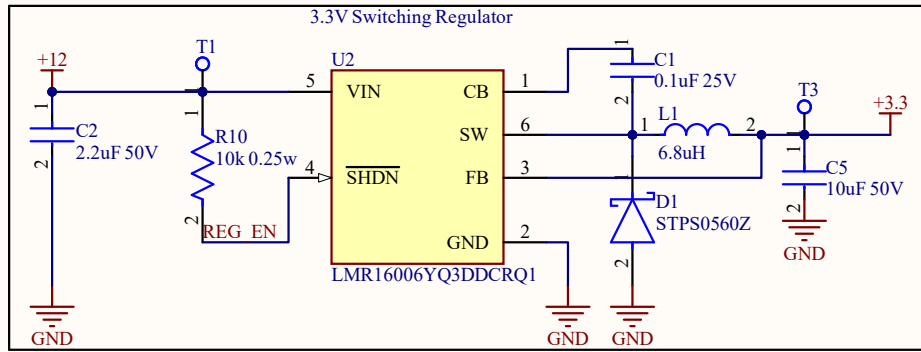 3.3V Switching Regulator
+12
T1
U2
1
C1
0.1uF 25V
2
T3
+3.3
5
VIN
CB
1
1
C2
2.2uF 50V
2
1
R10
10k 0.25w
2
SW
6
1
L1
2
6.8uH
1
C5
10uF 50V
2
GND
4
SHDN
FB
3
1
D1
STPS0560Z
2
REG_EN
GND
2
LMR16006YQ3DDCRQ1
GND
GND
GND